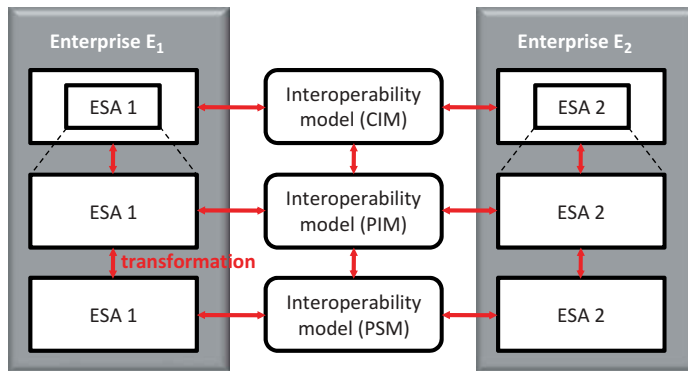 Enterprise E1
Enterprise E2
ESA 1
Interoperability
model (CIM)
ESA 2
ESA 1
Interoperability
model (PIM)
ESA 2
transformation
ESA 1
Interoperability
model (PSM)
ESA 2